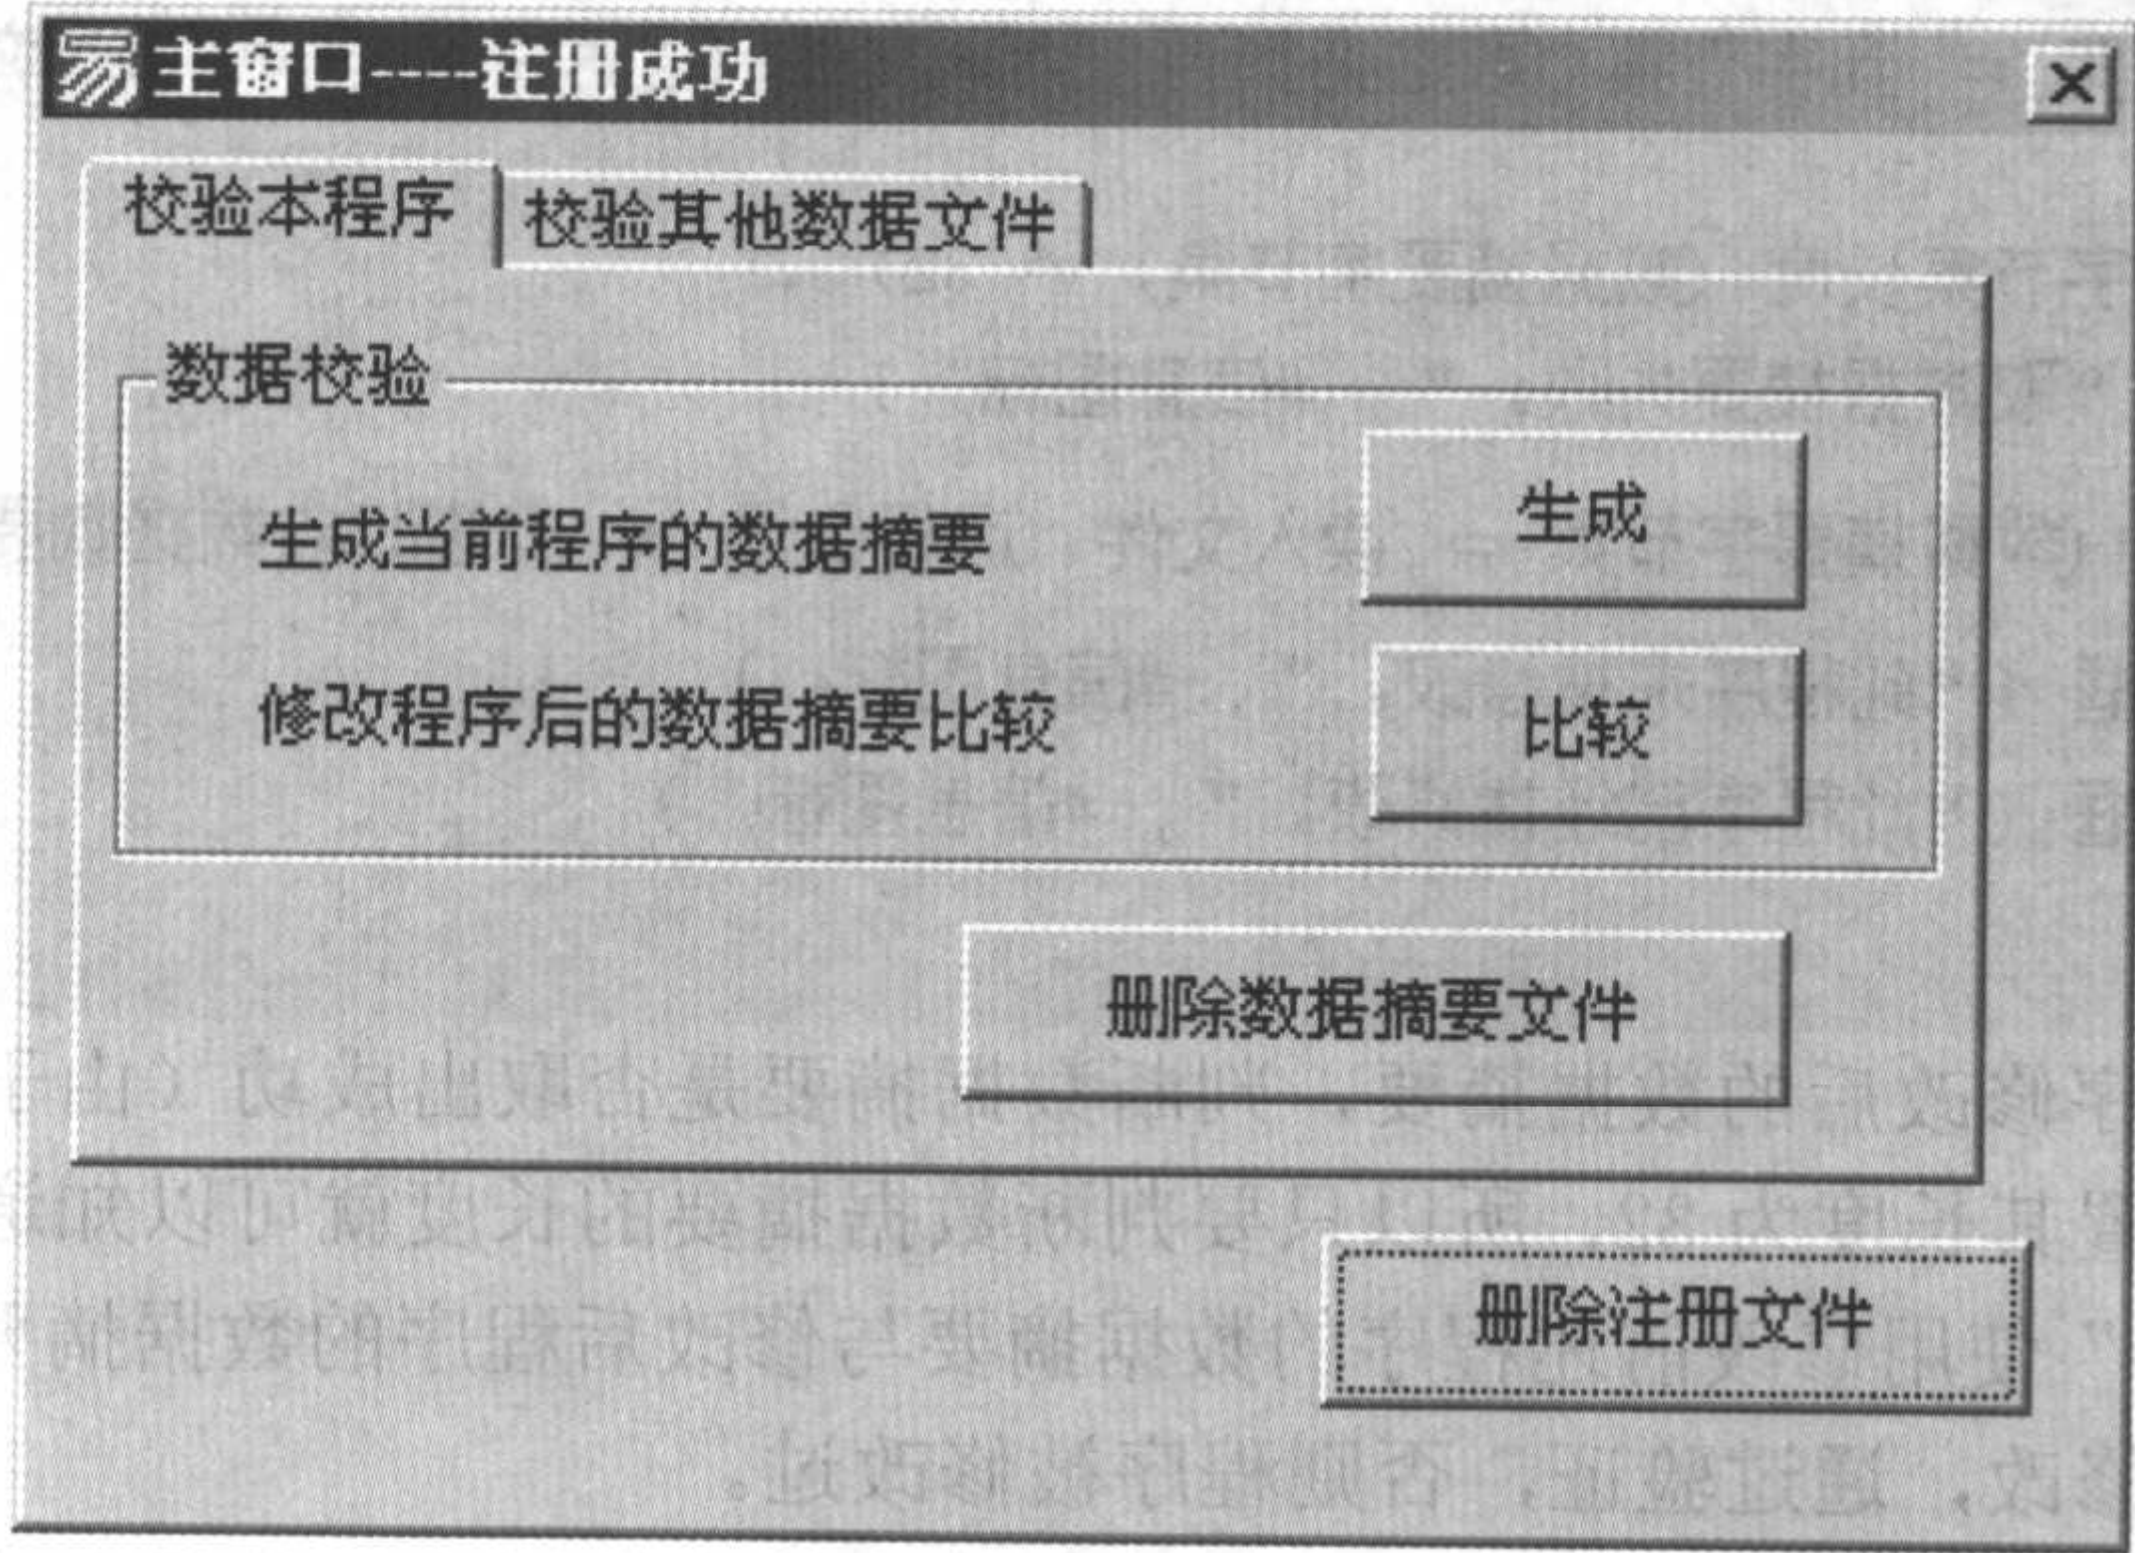 易 主窗口----注册成功
校验本程序 校验其他数据文件
数据校验
生成当前程序的数据摘要 生成
修改程序后的数据摘要比较 比较
删除数据摘要文件
删除注册文件